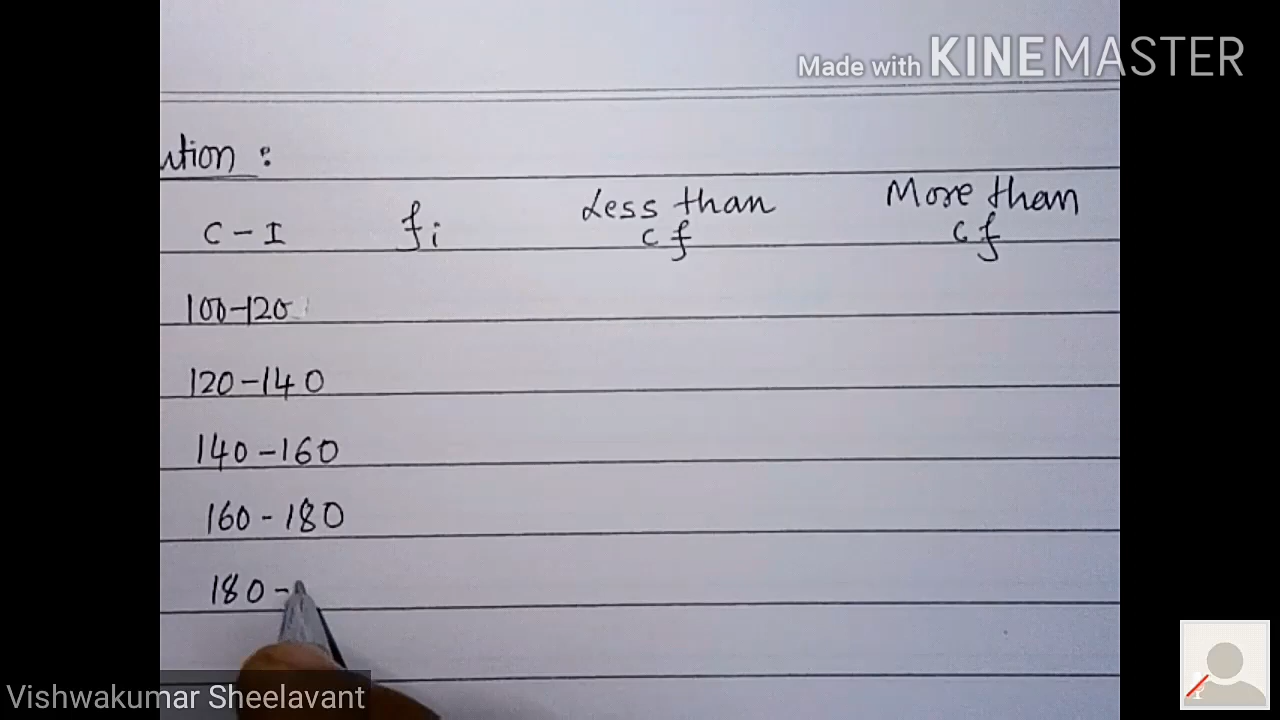 Made with KINEMASTER
ution :
C-I fi Less than cf More than cf
100-120
120-140
140-160
160-180
180-
Vishwakumar Sheelavant